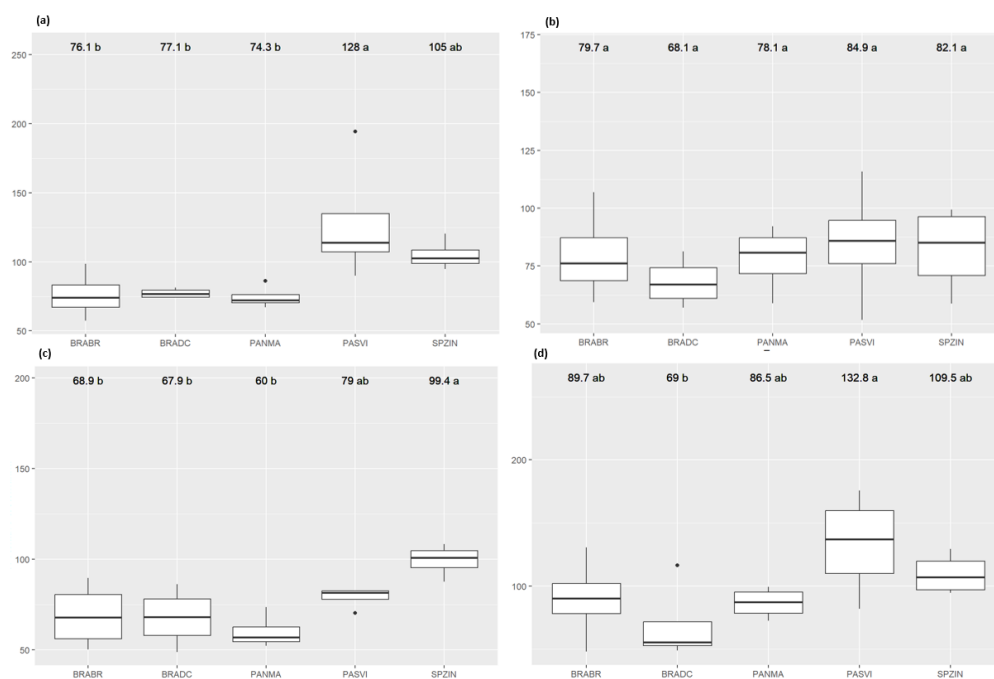 (a)
76.1 b 77.1 b 74.3 b 128 a 105 ab
250
200
150
100
50
BRABR BRADC PANMA PASVI SPZIN
(b)
79.7 a 68.1 a 78.1 a 84.9 a 82.1 a
175
150
125
100
75
50
BRABR BRADC PANMA PASVI SPZIN
(c)
68.9 b 67.9 b 60 b 79 ab 99.4 a
200
150
100
50
BRABR BRADC PANMA PASVI SPZIN
(d)
89.7 ab 69 b 86.5 ab 132.8 a 109.5 ab
200
100
BRABR BRADC PANMA PASVI SPZIN